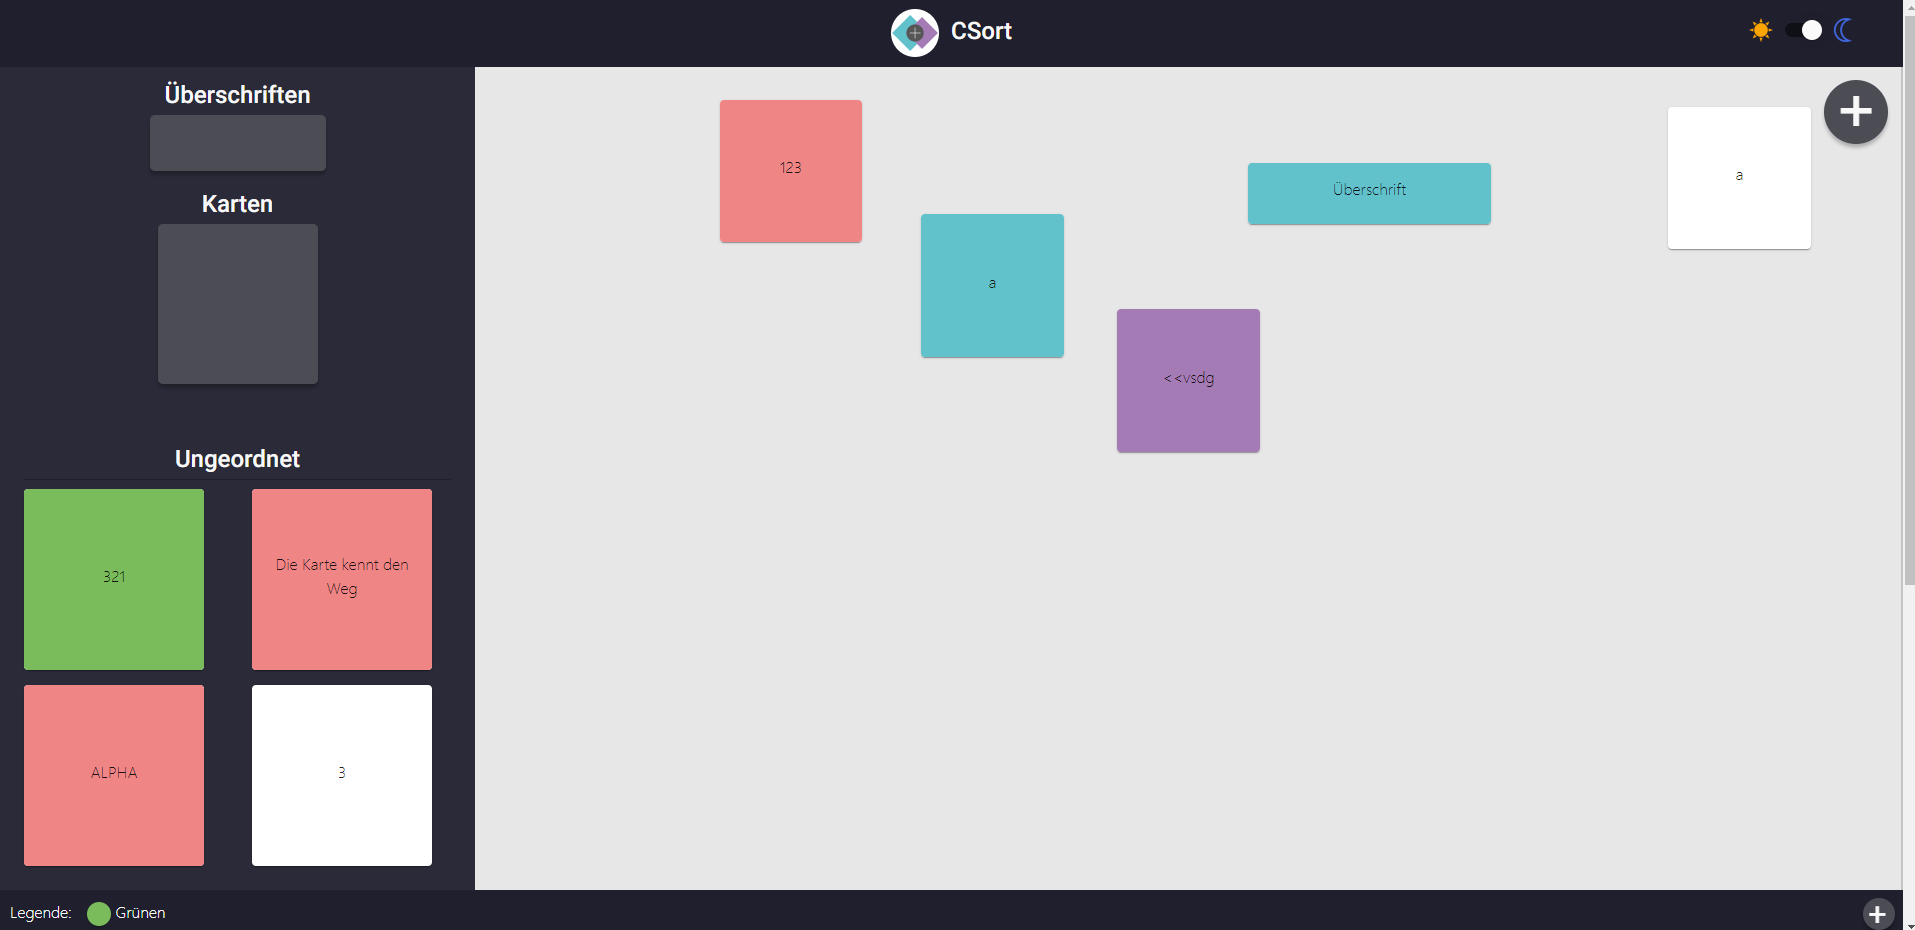 CSort
Überschriften
Karten
Ungeordnet
321
Die Karte kennt den
Weg
ALPHA
3
123
a
<<vsdg
Überschrift
a
Legende:
Grünen